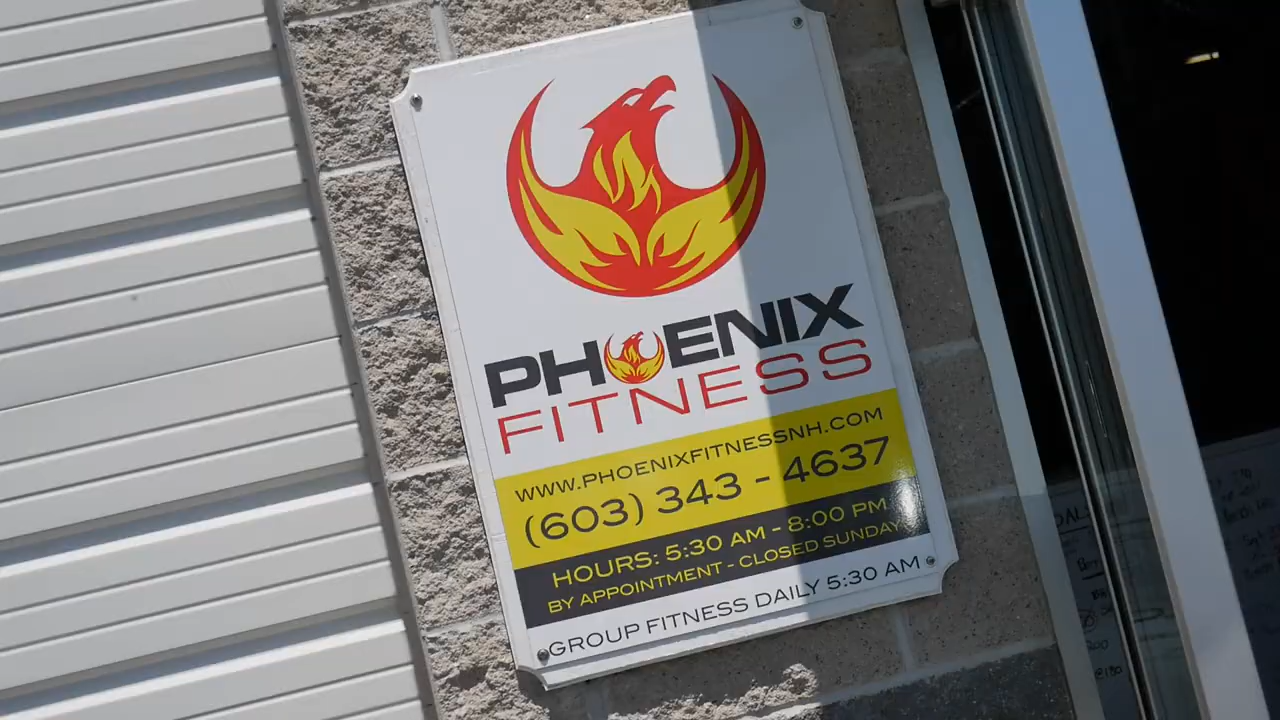 PHOENIX
FITNESS
WWW.PHOENIXFITNESSNH.COM
(603) 343 - 4637
HOURS: 5:30 AM - 8:00 PM
BY APPOINTMENT - CLOSED SUNDAY
GROUP FITNESS DAILY 5:30 AM